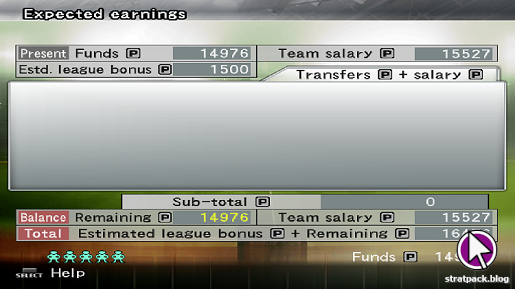 Expected earnings
Present Funds P 14976 Team salary P 15527
Estd. league bonus P 1500
Transfers P + salary P
Sub-total P 0
Balance Remaining P 14976 Team salary P 15527
Total Estimated league bonus P + Remaining P
Funds P
SELECT Help
stratpack.blog